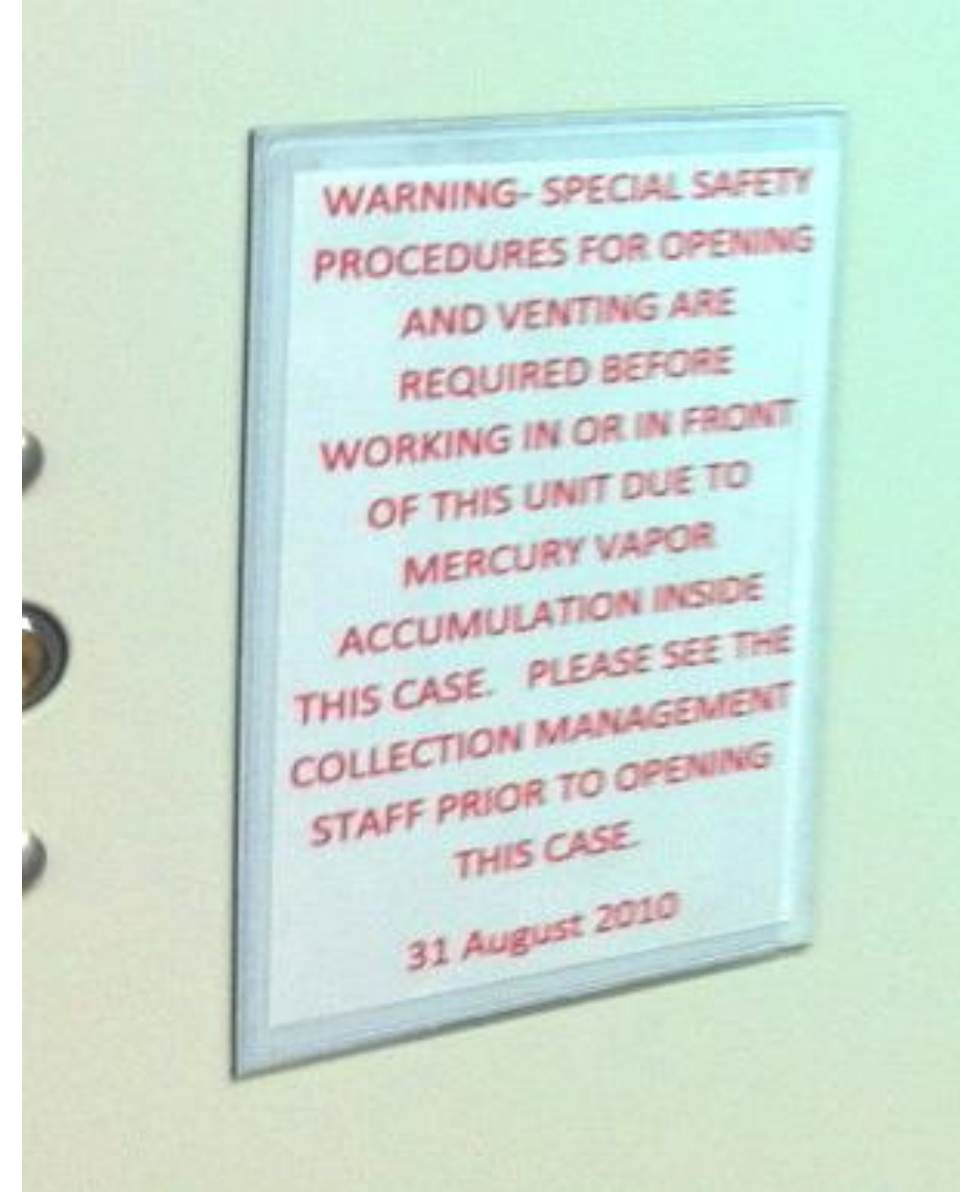 WARNING- SPECIAL SAFETY
PROCEDURES FOR OPENING
AND VENTING ARE
REQUIRED BEFORE
WORKING IN OR IN FRONT
OF THIS UNIT DUE TO
MERCURY VAPOR
ACCUMULATION INSIDE
THIS CASE. PLEASE SEE THE
COLLECTION MANAGEMENT
STAFF PRIOR TO OPENING
THIS CASE.
31 August 2010